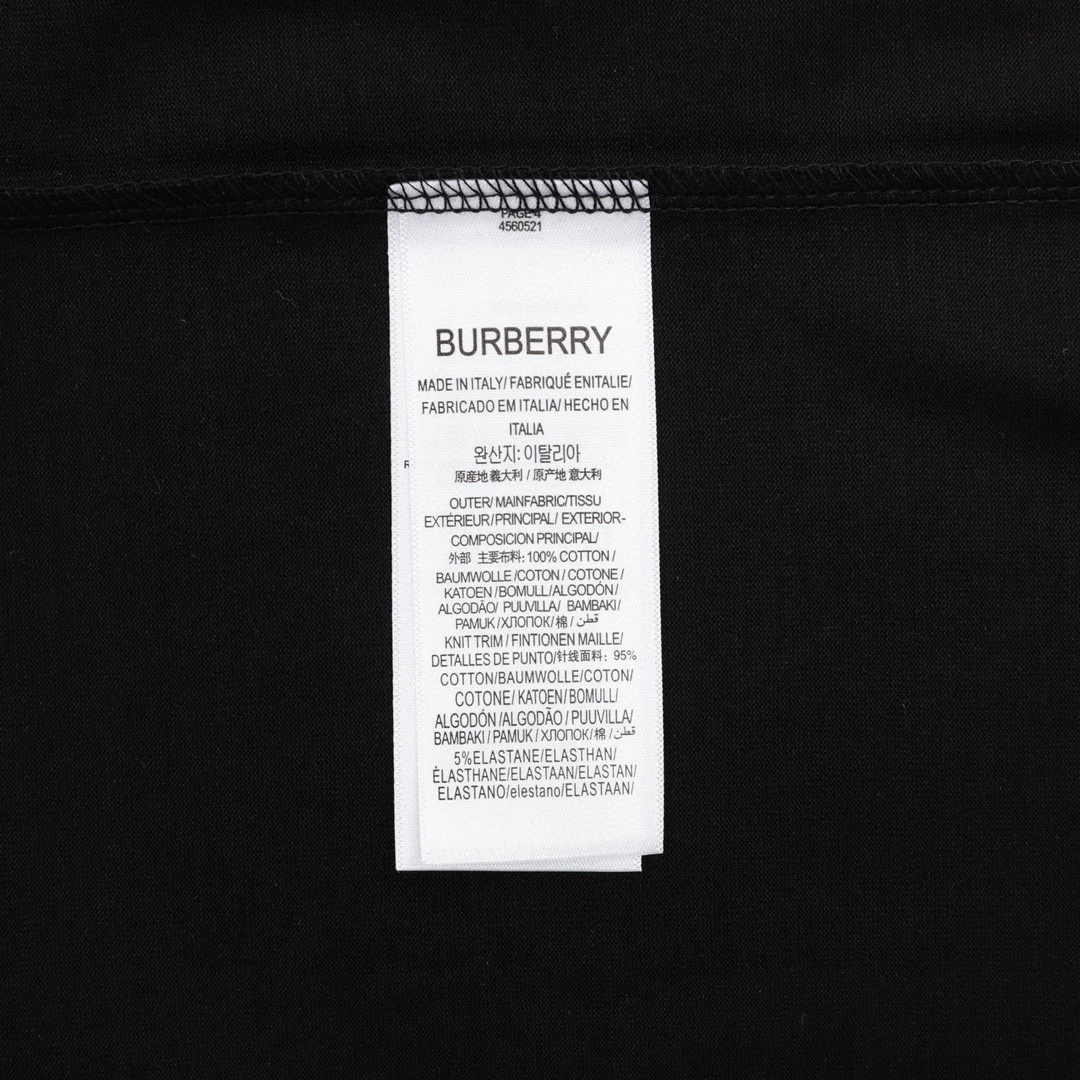 PAGE 4
4560521
BURBERRY
MADE IN ITALY/ FABRIQUÉ ENITALIE/
FABRICADO EM ITALIA/ HECHO EN
ITALIA
완산지: 이탈리아
原産地 義大利 / 原产地 意大利
OUTER/ MAINFABRIC/TISSU
EXTÉRIEUR/PRINCIPAL/ EXTERIOR-
COMPOSICION PRINCIPAL/
外部 主要布料: 100% COTTON /
BAUMWOLLE /COTON / COTONE /
KATOEN /BOMULL/ALGODÓN/
ALGODÃO/ PUUVILLA/ BAMBAKI/
PAMUK /ХЛОПОК/ 棉 / قطن
KNIT TRIM / FINTIONEN MAILLE/
DETALLES DE PUNTO/针线面料: 95%
COTTON/BAUMWOLLE/COTON/
COTONE/ KATOEN/BOMULL/
ALGODÓN /ALGODÃO / PUUVILLA/
BAMBAKI / PAMUK / ХЛОПОК/ 棉 / قطن
5%ELASTANE/ELASTHAN/
ÈLASTHANE/ELASTAAN/ELASTAN/
ELASTANO/elestano/ELASTAAN/
R